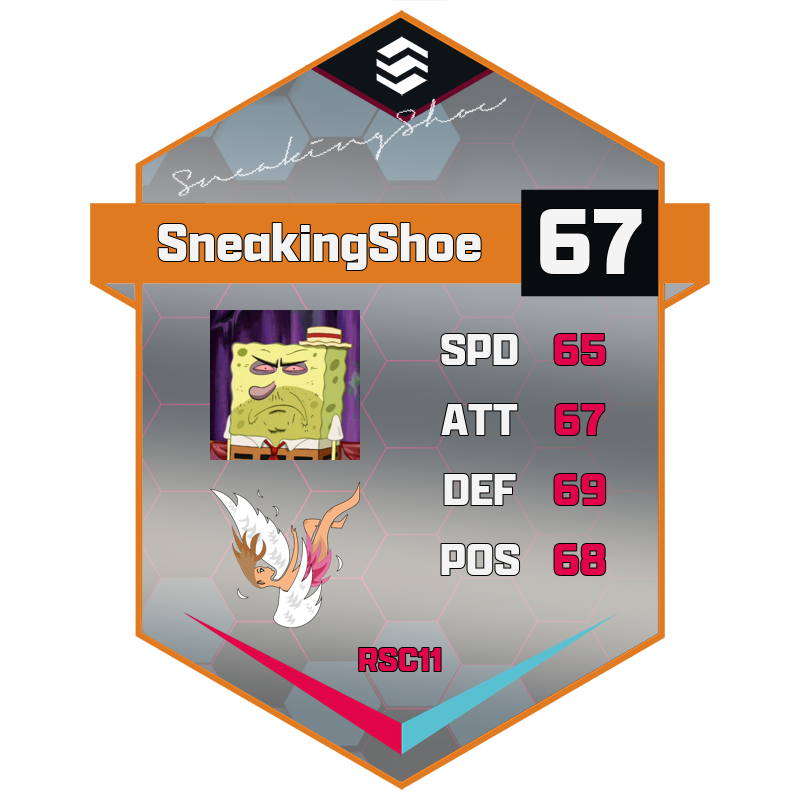 SneakingShoe
SneakingShoe 67
SPD 65
ATT 67
DEF 69
POS 68
RSC11